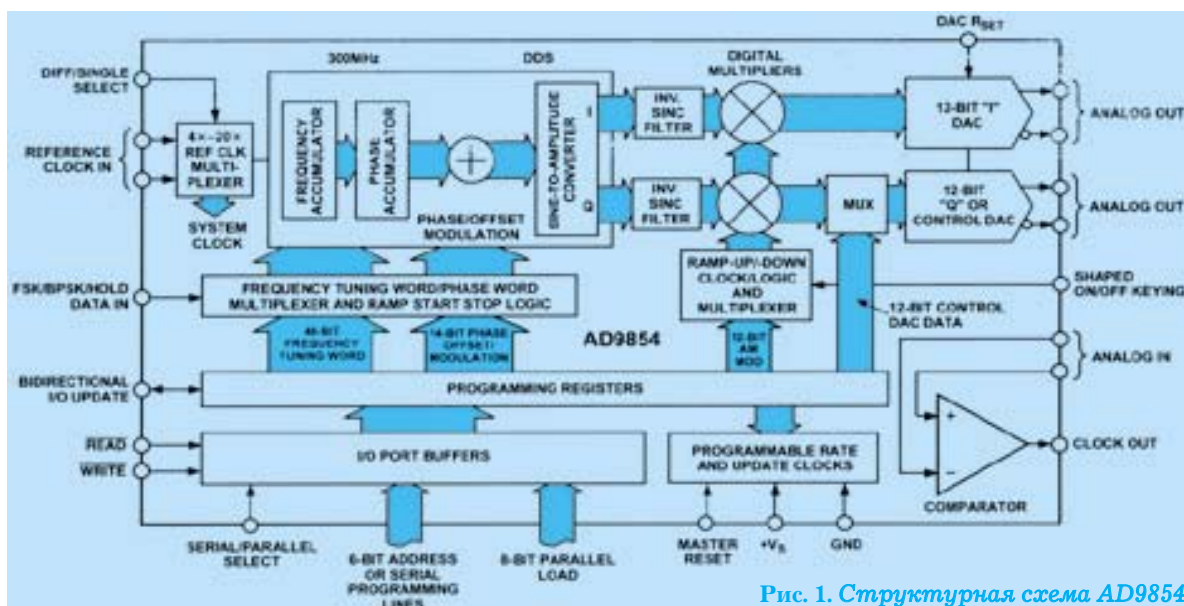 DAC RSET
300MHz
DDS
DIGITAL
MULTIPLIERS
DIFF/SINGLE
SELECT
REFERENCE
CLOCK IN
4×–20×
REF CLK
MULTI-
PLEXER
SYSTEM
CLOCK
FREQUENCY
ACCUMULATOR
PHASE
ACCUMULATOR
PHASE/OFFSET
MODULATION
SINE-TO-AMPLITUDE
CONVERTER
I
Q
INV.
SINC
FILTER
INV.
SINC
FILTER
MUX
12-BIT "I"
DAC
12-BIT
"Q" OR
CONTROL DAC
ANALOG OUT
ANALOG OUT
FSK/BPSK/HOLD
DATA IN
FREQUENCY TUNING WORD/PHASE WORD
MULTIPLEXER AND RAMP START STOP LOGIC
RAMP-UP/-DOWN
CLOCK/LOGIC
AND
MULTIPLEXER
SHAPED
ON/OFF KEYING
12-BIT CONTROL
DAC DATA
48-BIT
FREQUENCY
TUNING WORD
14-BIT PHASE
OFFSET/
MODULATION
AD9854
12-BIT
AM
MOD
ANALOG IN
BIDIRECTIONAL
I/O UPDATE
PROGRAMMING REGISTERS
READ
WRITE
I/O PORT BUFFERS
PROGRAMMABLE RATE
AND UPDATE CLOCKS
+
–
CLOCK OUT
COMPARATOR
SERIAL/PARALLEL
SELECT
6-BIT ADDRESS
OR SERIAL
PROGRAMMING
LINES
8-BIT PARALLEL
LOAD
MASTER
RESET
+VS
GND
Рис. 1. Структурная схема AD9854